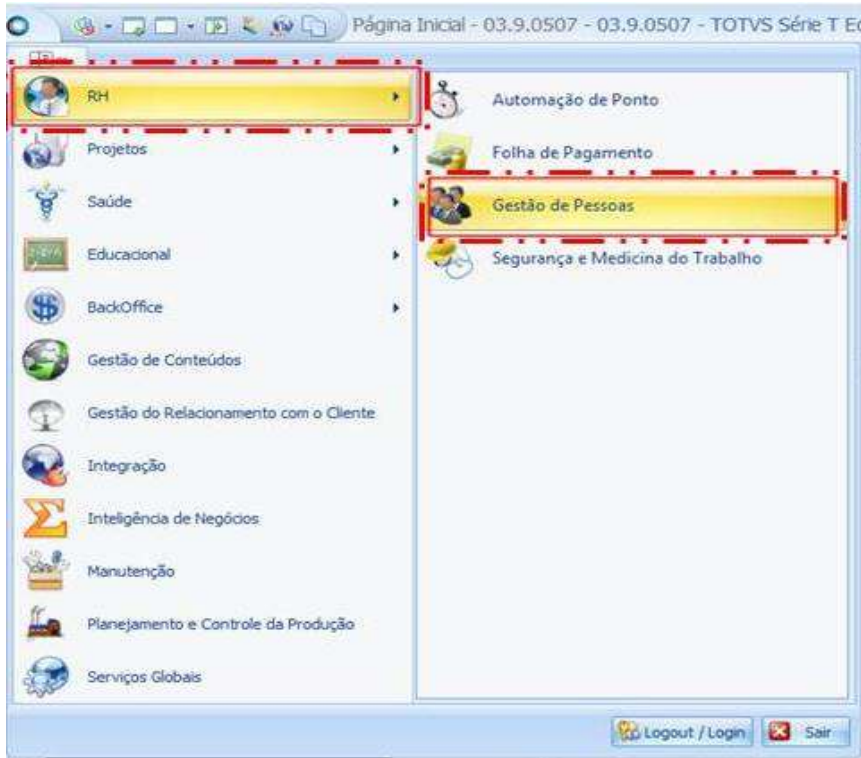 Página Inicial - 03.9.0507 - 03.9.0507 - TOTVS Série T Ed
RH
Projetos
Saúde
Educacional
BackOffice
Gestão de Conteúdos
Gestão do Relacionamento com o Cliente
Integração
Inteligência de Negócios
Manutenção
Planejamento e Controle da Produção
Serviços Globais
Automação de Ponto
Folha de Pagamento
Gestão de Pessoas
Segurança e Medicina do Trabalho
Logout / Login
Sair